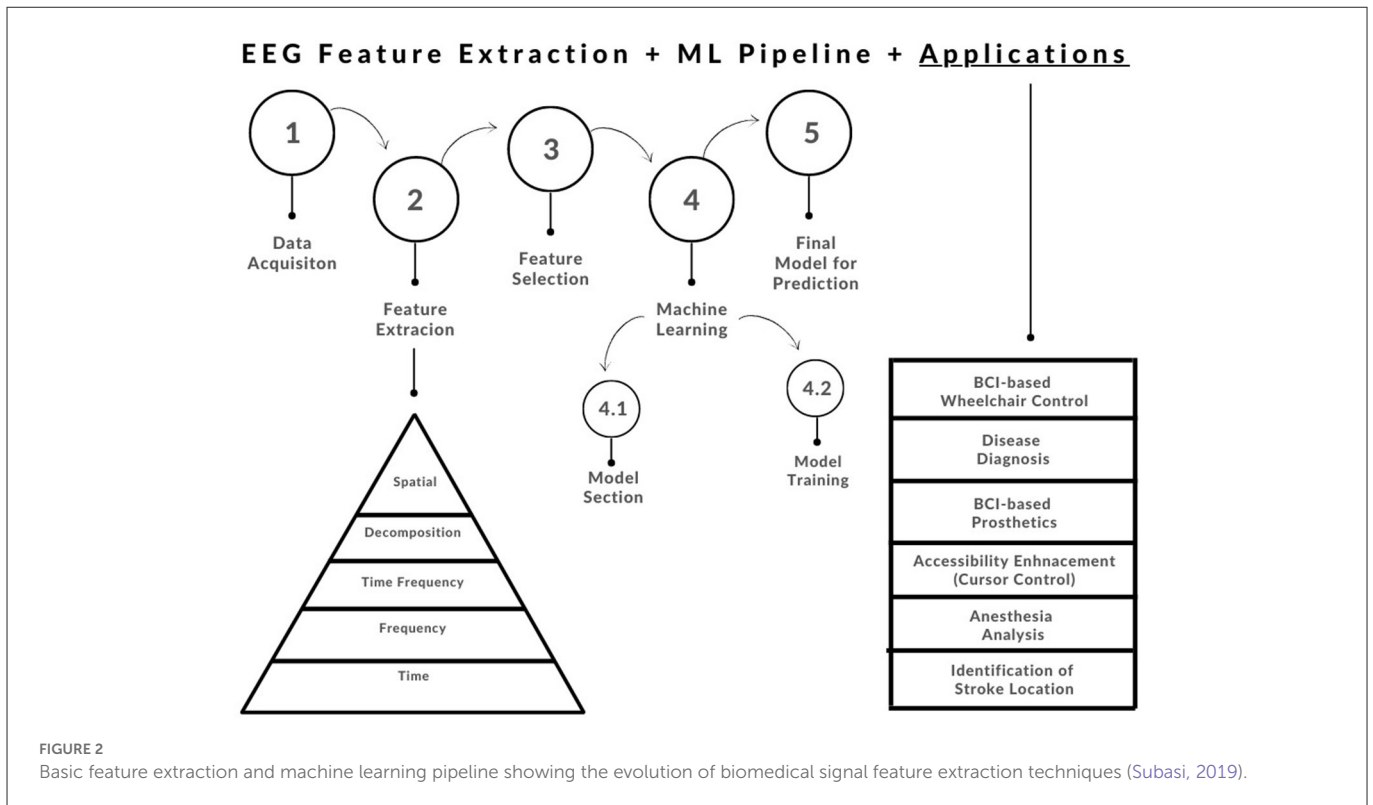 EEG Feature Extraction + ML Pipeline + Applications
1
2
3
4
5
Data
Acquisiton
Feature
Extracion
Feature
Selection
Machine
Learning
Final
Model for
Prediction
4.1
Model
Section
4.2
Model
Training
Spatial
Decomposition
Time Frequency
Frequency
Time
BCI-based
Wheelchair Control
Disease
Diagnosis
BCI-based
Prosthetics
Accessibility Enhnacement
(Cursor Control)
Anesthesia
Analysis
Identification of
Stroke Location
FIGURE 2
Basic feature extraction and machine learning pipeline showing the evolution of biomedical signal feature extraction techniques (Subasi, 2019).